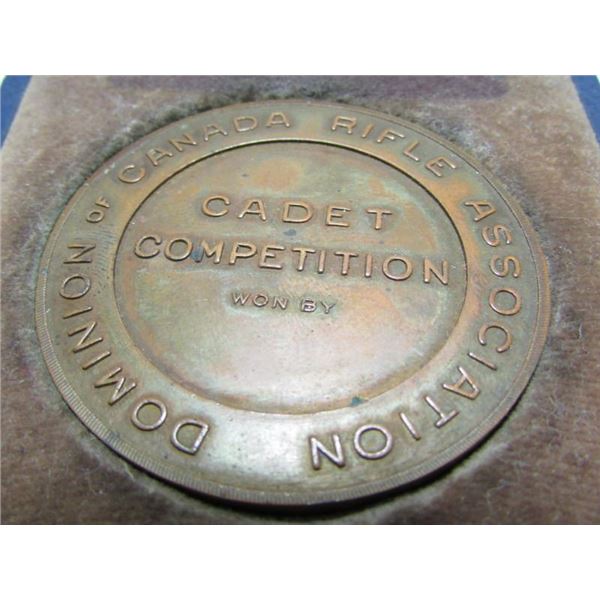 DOMINION OF CANADA RIFLE ASSOCIATION
CADET
COMPETITION
WON BY